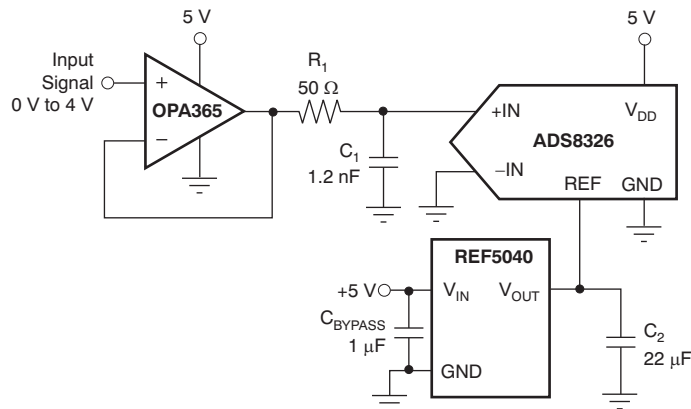 5 V
Input
Signal
0 V to 4 V
+
OPA365
−
R1
50 Ω
C1
1.2 nF
5 V
+IN
VDD
ADS8326
−IN
REF
GND
REF5040
+5 V
VIN
VOUT
CBYPASS
1 µF
GND
C2
22 µF